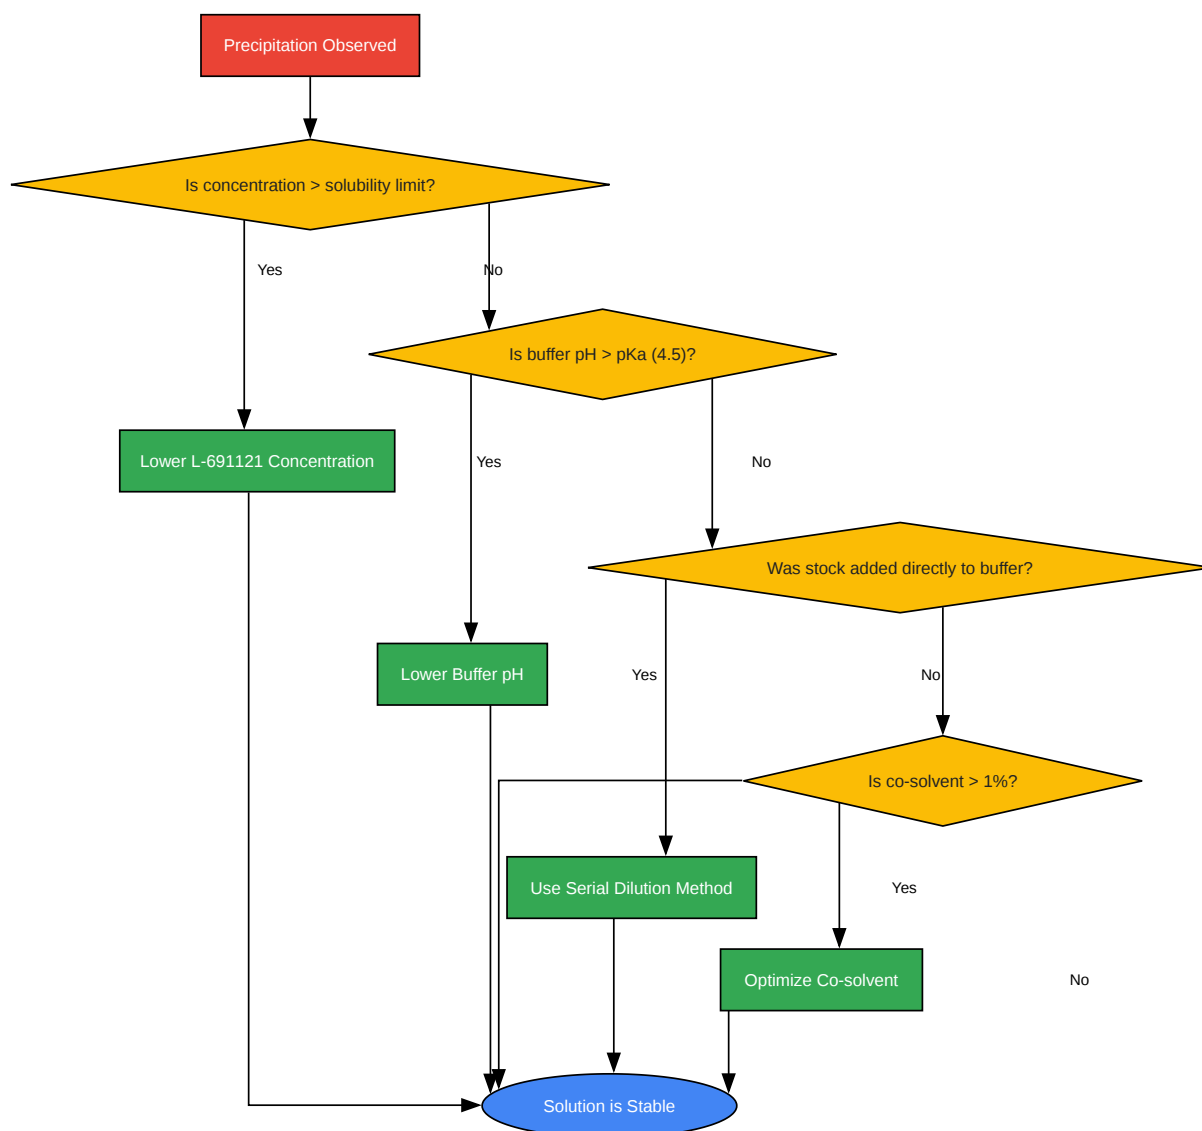 Precipitation Observed
Is concentration > solubility limit?
Yes
No
Is buffer pH > pKa (4.5)?
Lower L-691121 Concentration
Yes
No
Was stock added directly to buffer?
Lower Buffer pH
Yes
No
Is co-solvent > 1%?
Use Serial Dilution Method
Yes
Optimize Co-solvent
No
Solution is Stable